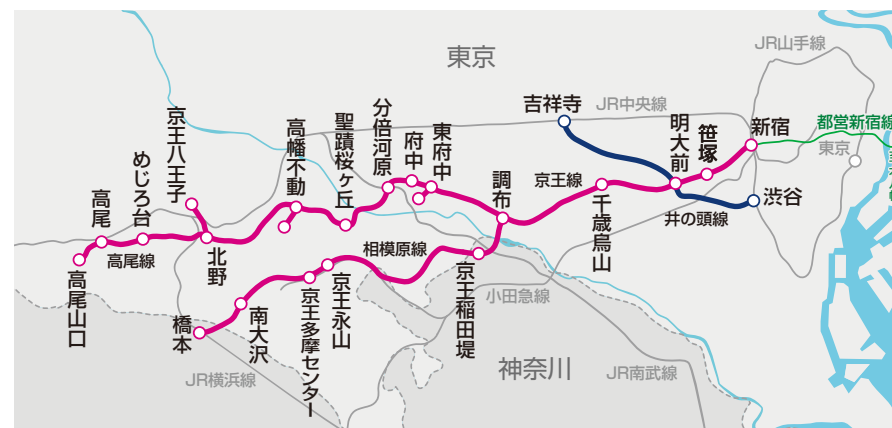 東京
JR山手線
吉祥寺
JR中央線
明大前
笹塚
新宿
都営新宿線
東京
京王八王子
高幡不動
聖蹟桜ヶ丘
分倍河原
府中
東府中
調布
京王線
井の頭線
渋谷
高尾
めじろ台
高尾線
高尾山口
北野
相模原線
千歳烏山
橋本
南大沢
京王多摩センター
京王永山
京王稲田堤
小田急線
JR横浜線
神奈川
JR南武線